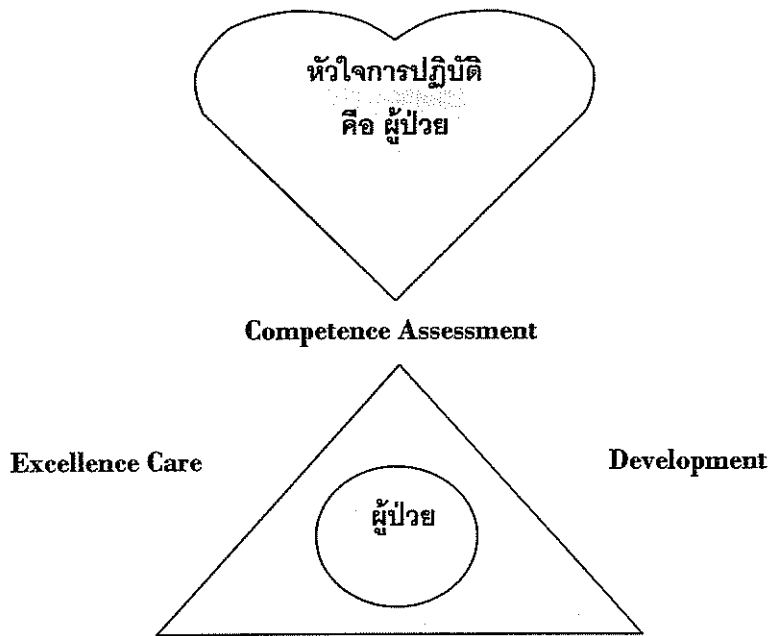 หัวใจการปฏิบัติ
คือ ผู้ป่วย
Competence Assessment
Excellence Care
Development
ผู้ป่วย